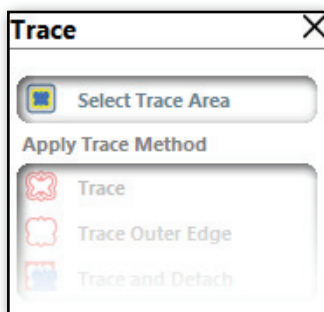 Trace
Select Trace Area
Apply Trace Method
Trace
Trace Outer Edge
Trace and Detach